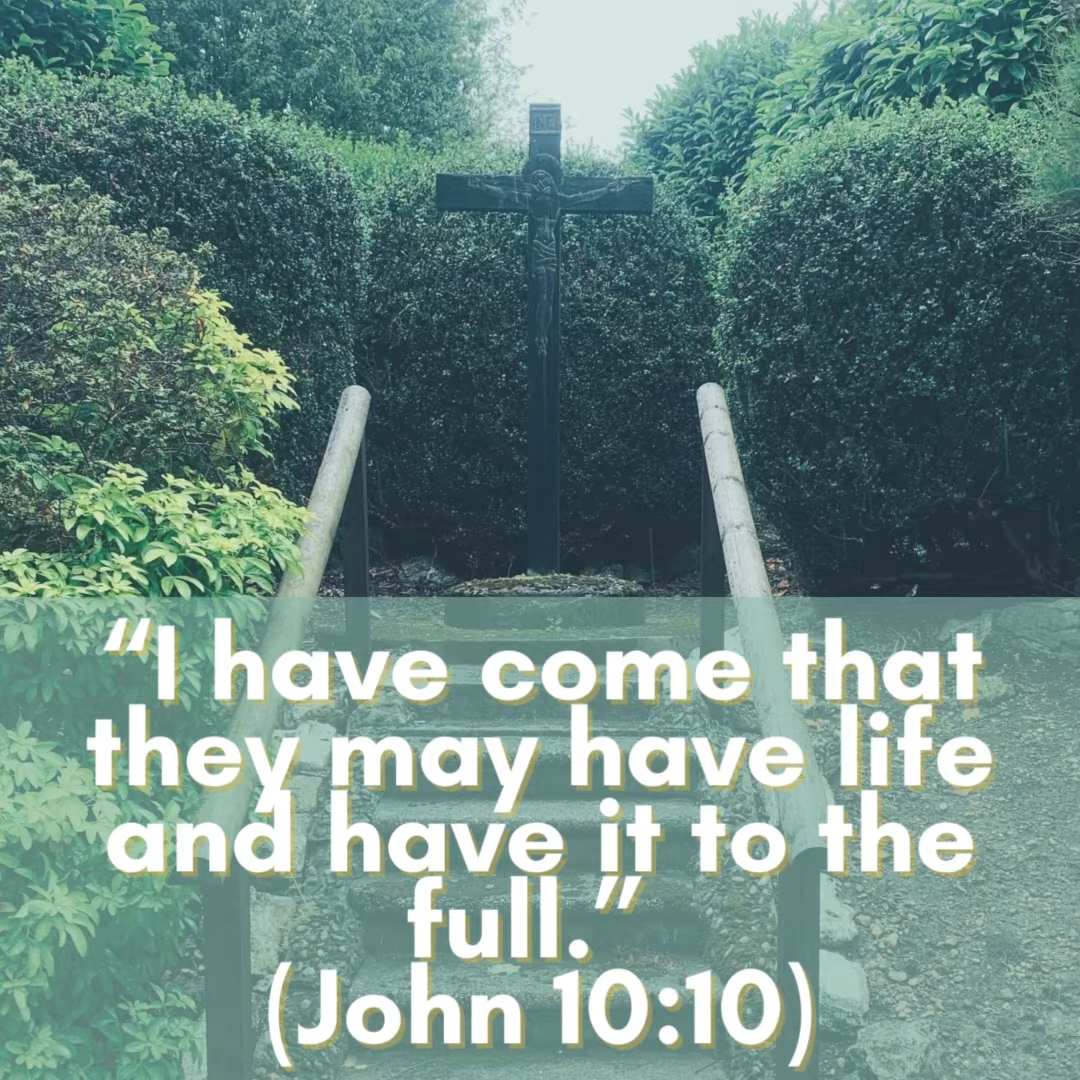 “I have come that
they may have life
and have it to the
full.”
(John 10:10)